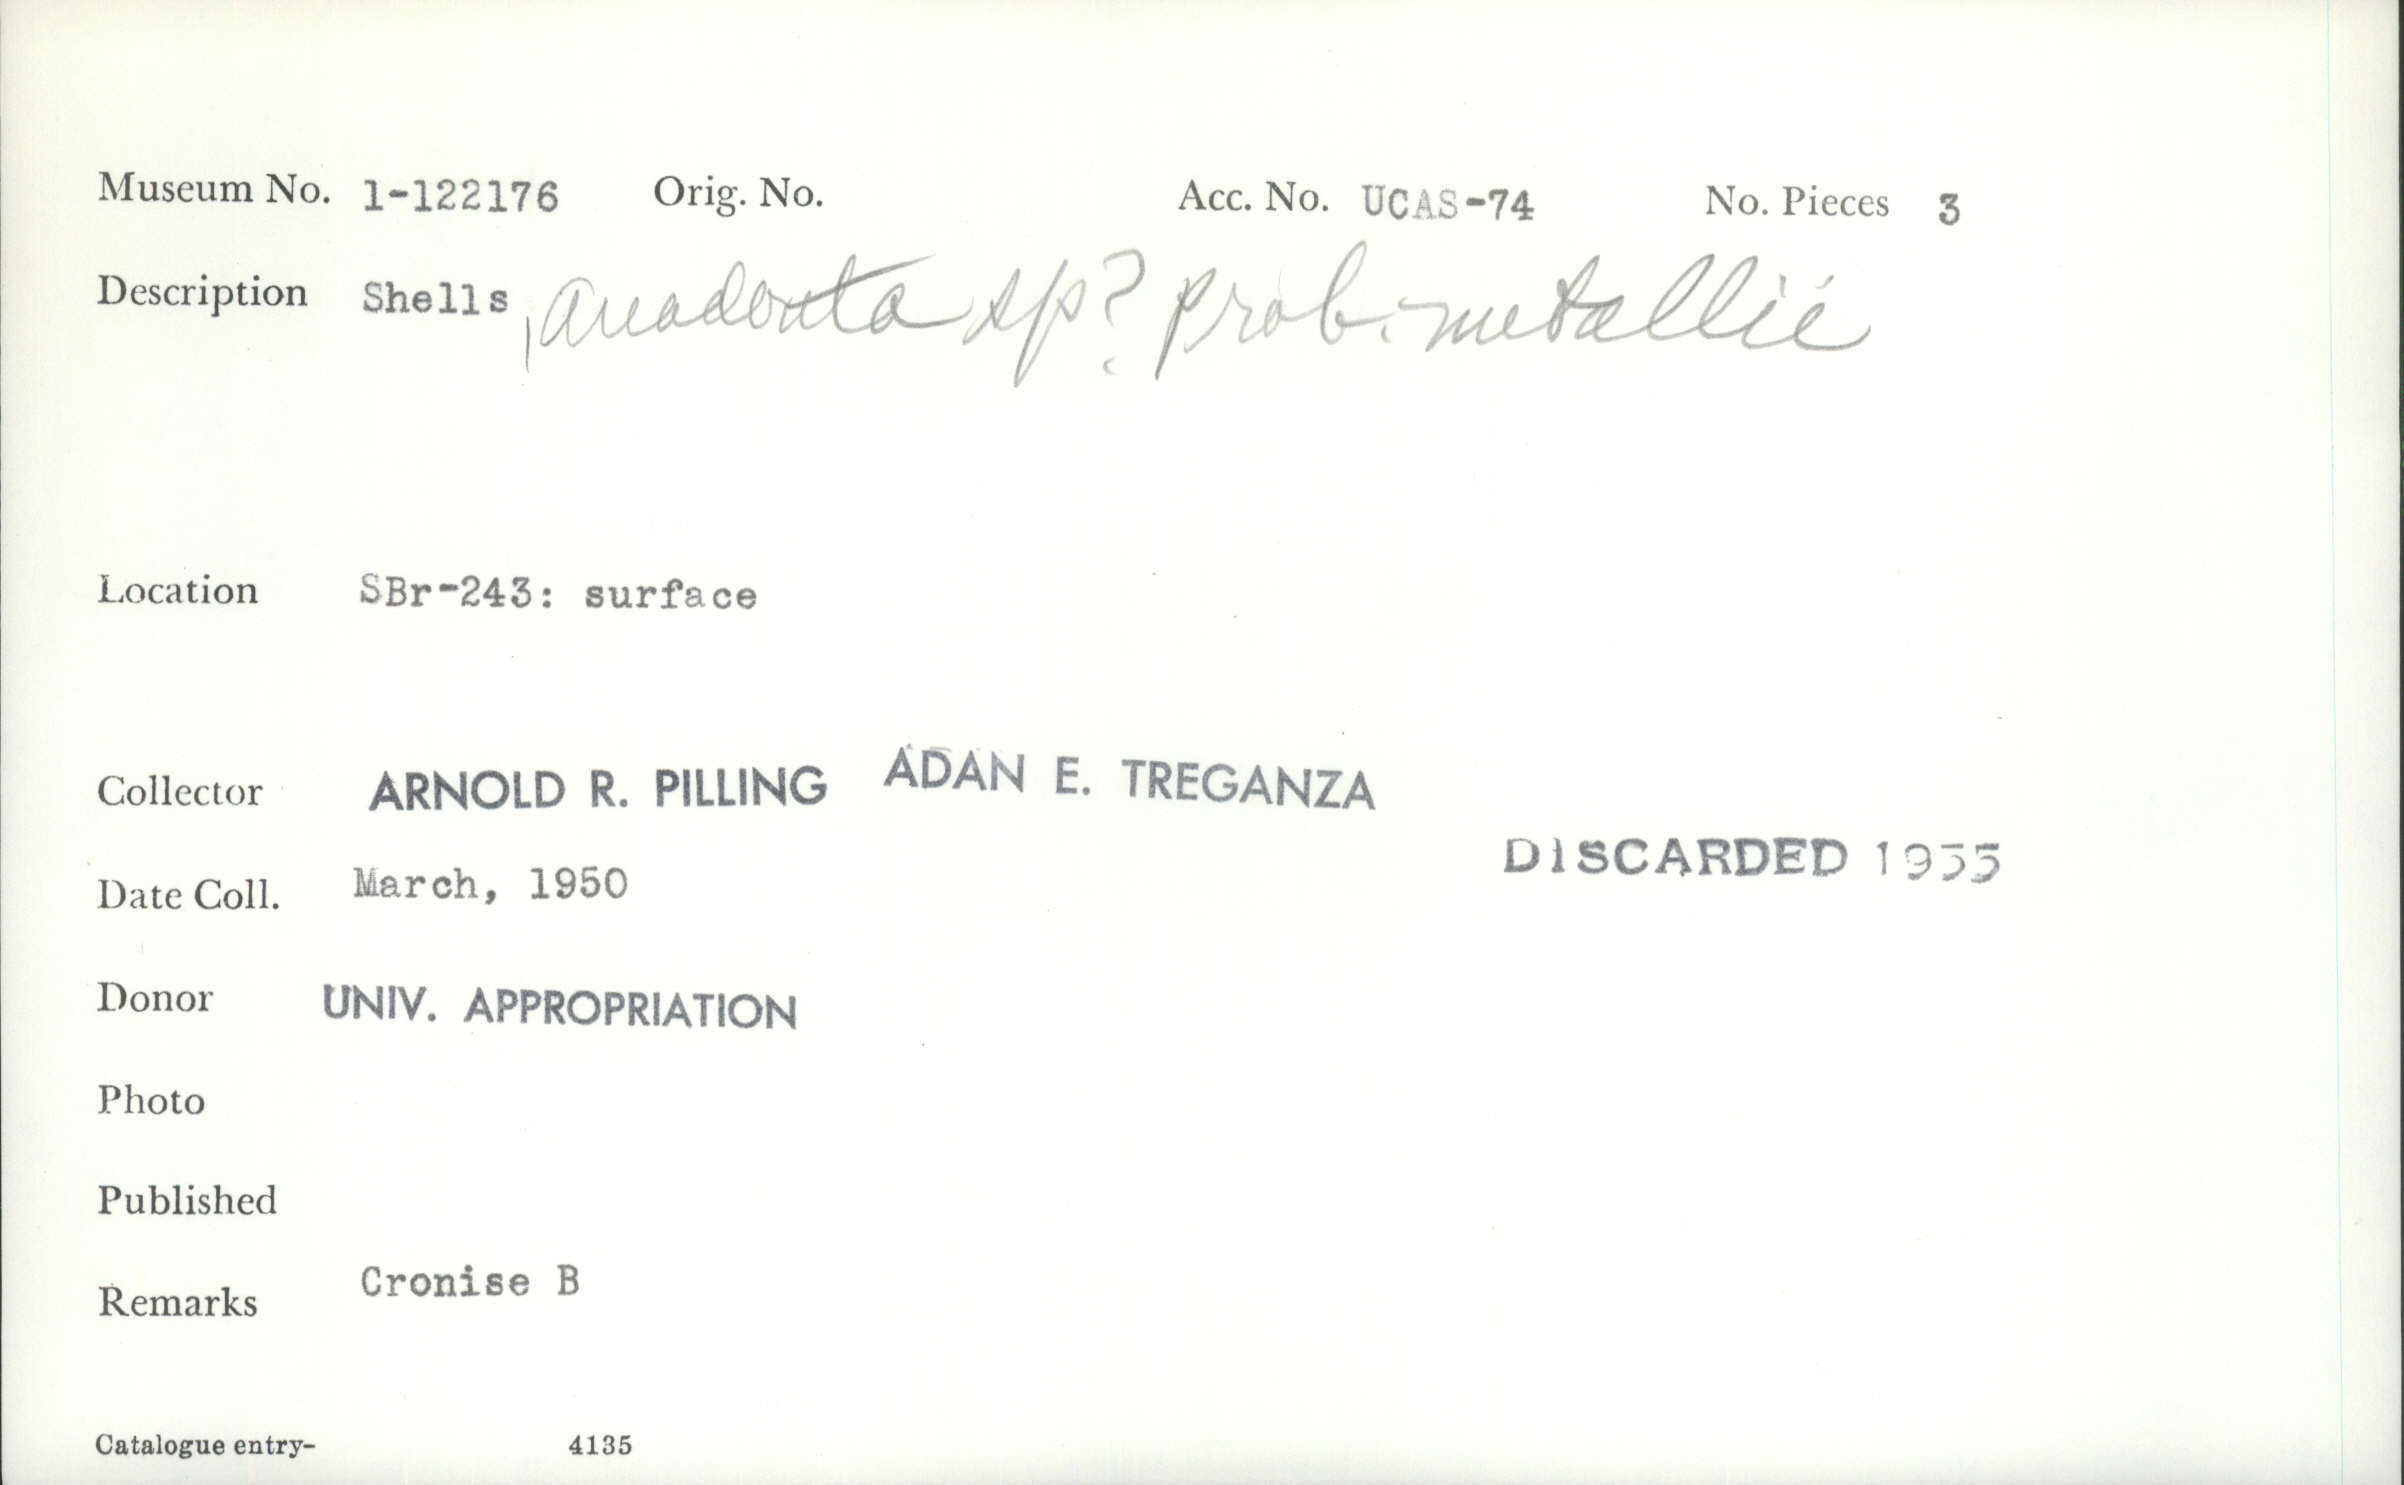 Museum No. 1-122176 Orig. No. Acc. No. UCAS-74 No. Pieces 3
Description Shells, Anadonta sp? prob. metallii
Location SBr-243: surface
Collector ARNOLD R. PILLING ADAN E. TREGANZA
DISCARDED 1955
Date Coll. March, 1950
Donor UNIV. APPROPRIATION
Photo
Published
Remarks Cronise B
Catalogue entry- 4135